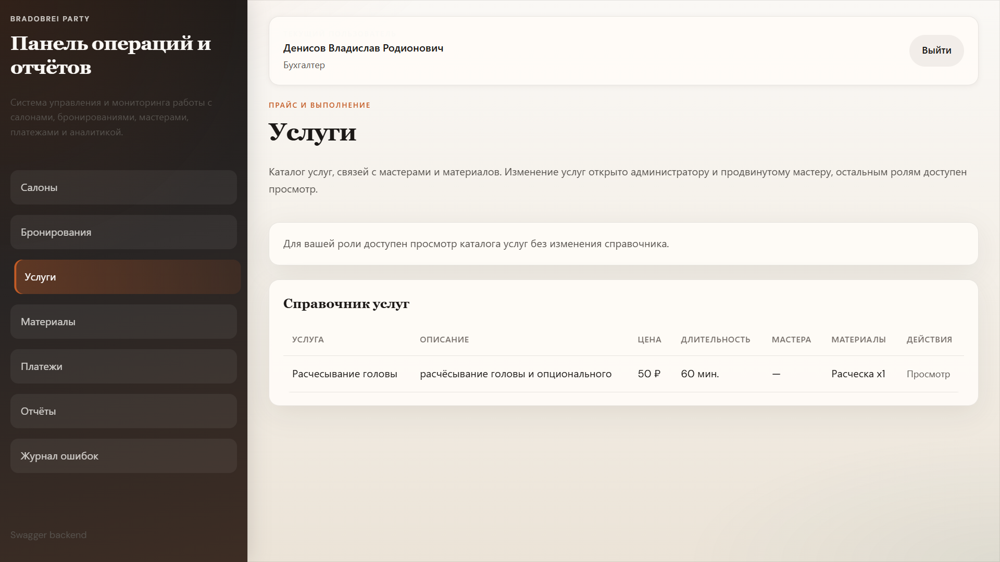 BRADOBREI PARTY
Панель операций и
отчётов
Система управления и мониторинга работы с
салонами, бронированиями, мастерами,
платежами и аналитикой.
Салоны
Бронирования
Услуги
Материалы
Платежи
Отчёты
Журнал ошибок
Swagger backend
Денисов Владислав Родионович
Бухгалтер
Выйти
ПРАЙС И ВЫПОЛНЕНИЕ
Услуги
Каталог услуг, связей с мастерами и материалов. Изменение услуг открыто администратору и продвинутому мастеру, остальным ролям доступен
просмотр.
Для вашей роли доступен просмотр каталога услуг без изменения справочника.
Справочник услуг
УСЛУГА ОПИСАНИЕ ЦЕНА ДЛИТЕЛЬНОСТЬ МАСТЕРА МАТЕРИАЛЫ ДЕЙСТВИЯ
Расчесывание головы расчёсывание головы и опционального 50 ₽ 60 мин. — Расческа x1 Просмотр